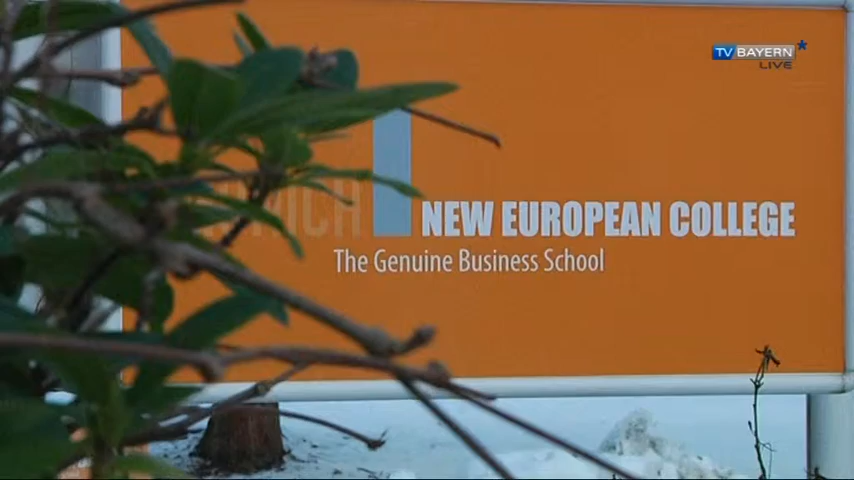 TV BAYERN
LIVE
NEW EUROPEAN COLLEGE
The Genuine Business School